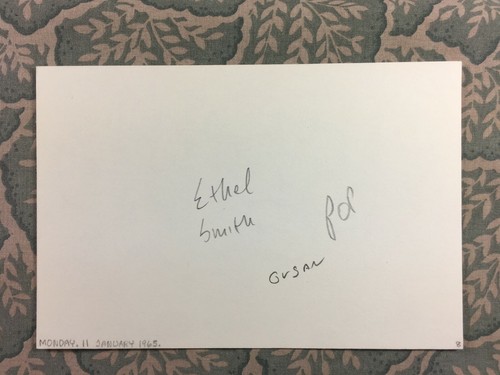 Ethel
Smith
pd
ORGAN
MONDAY, 11 JANUARY 1965.